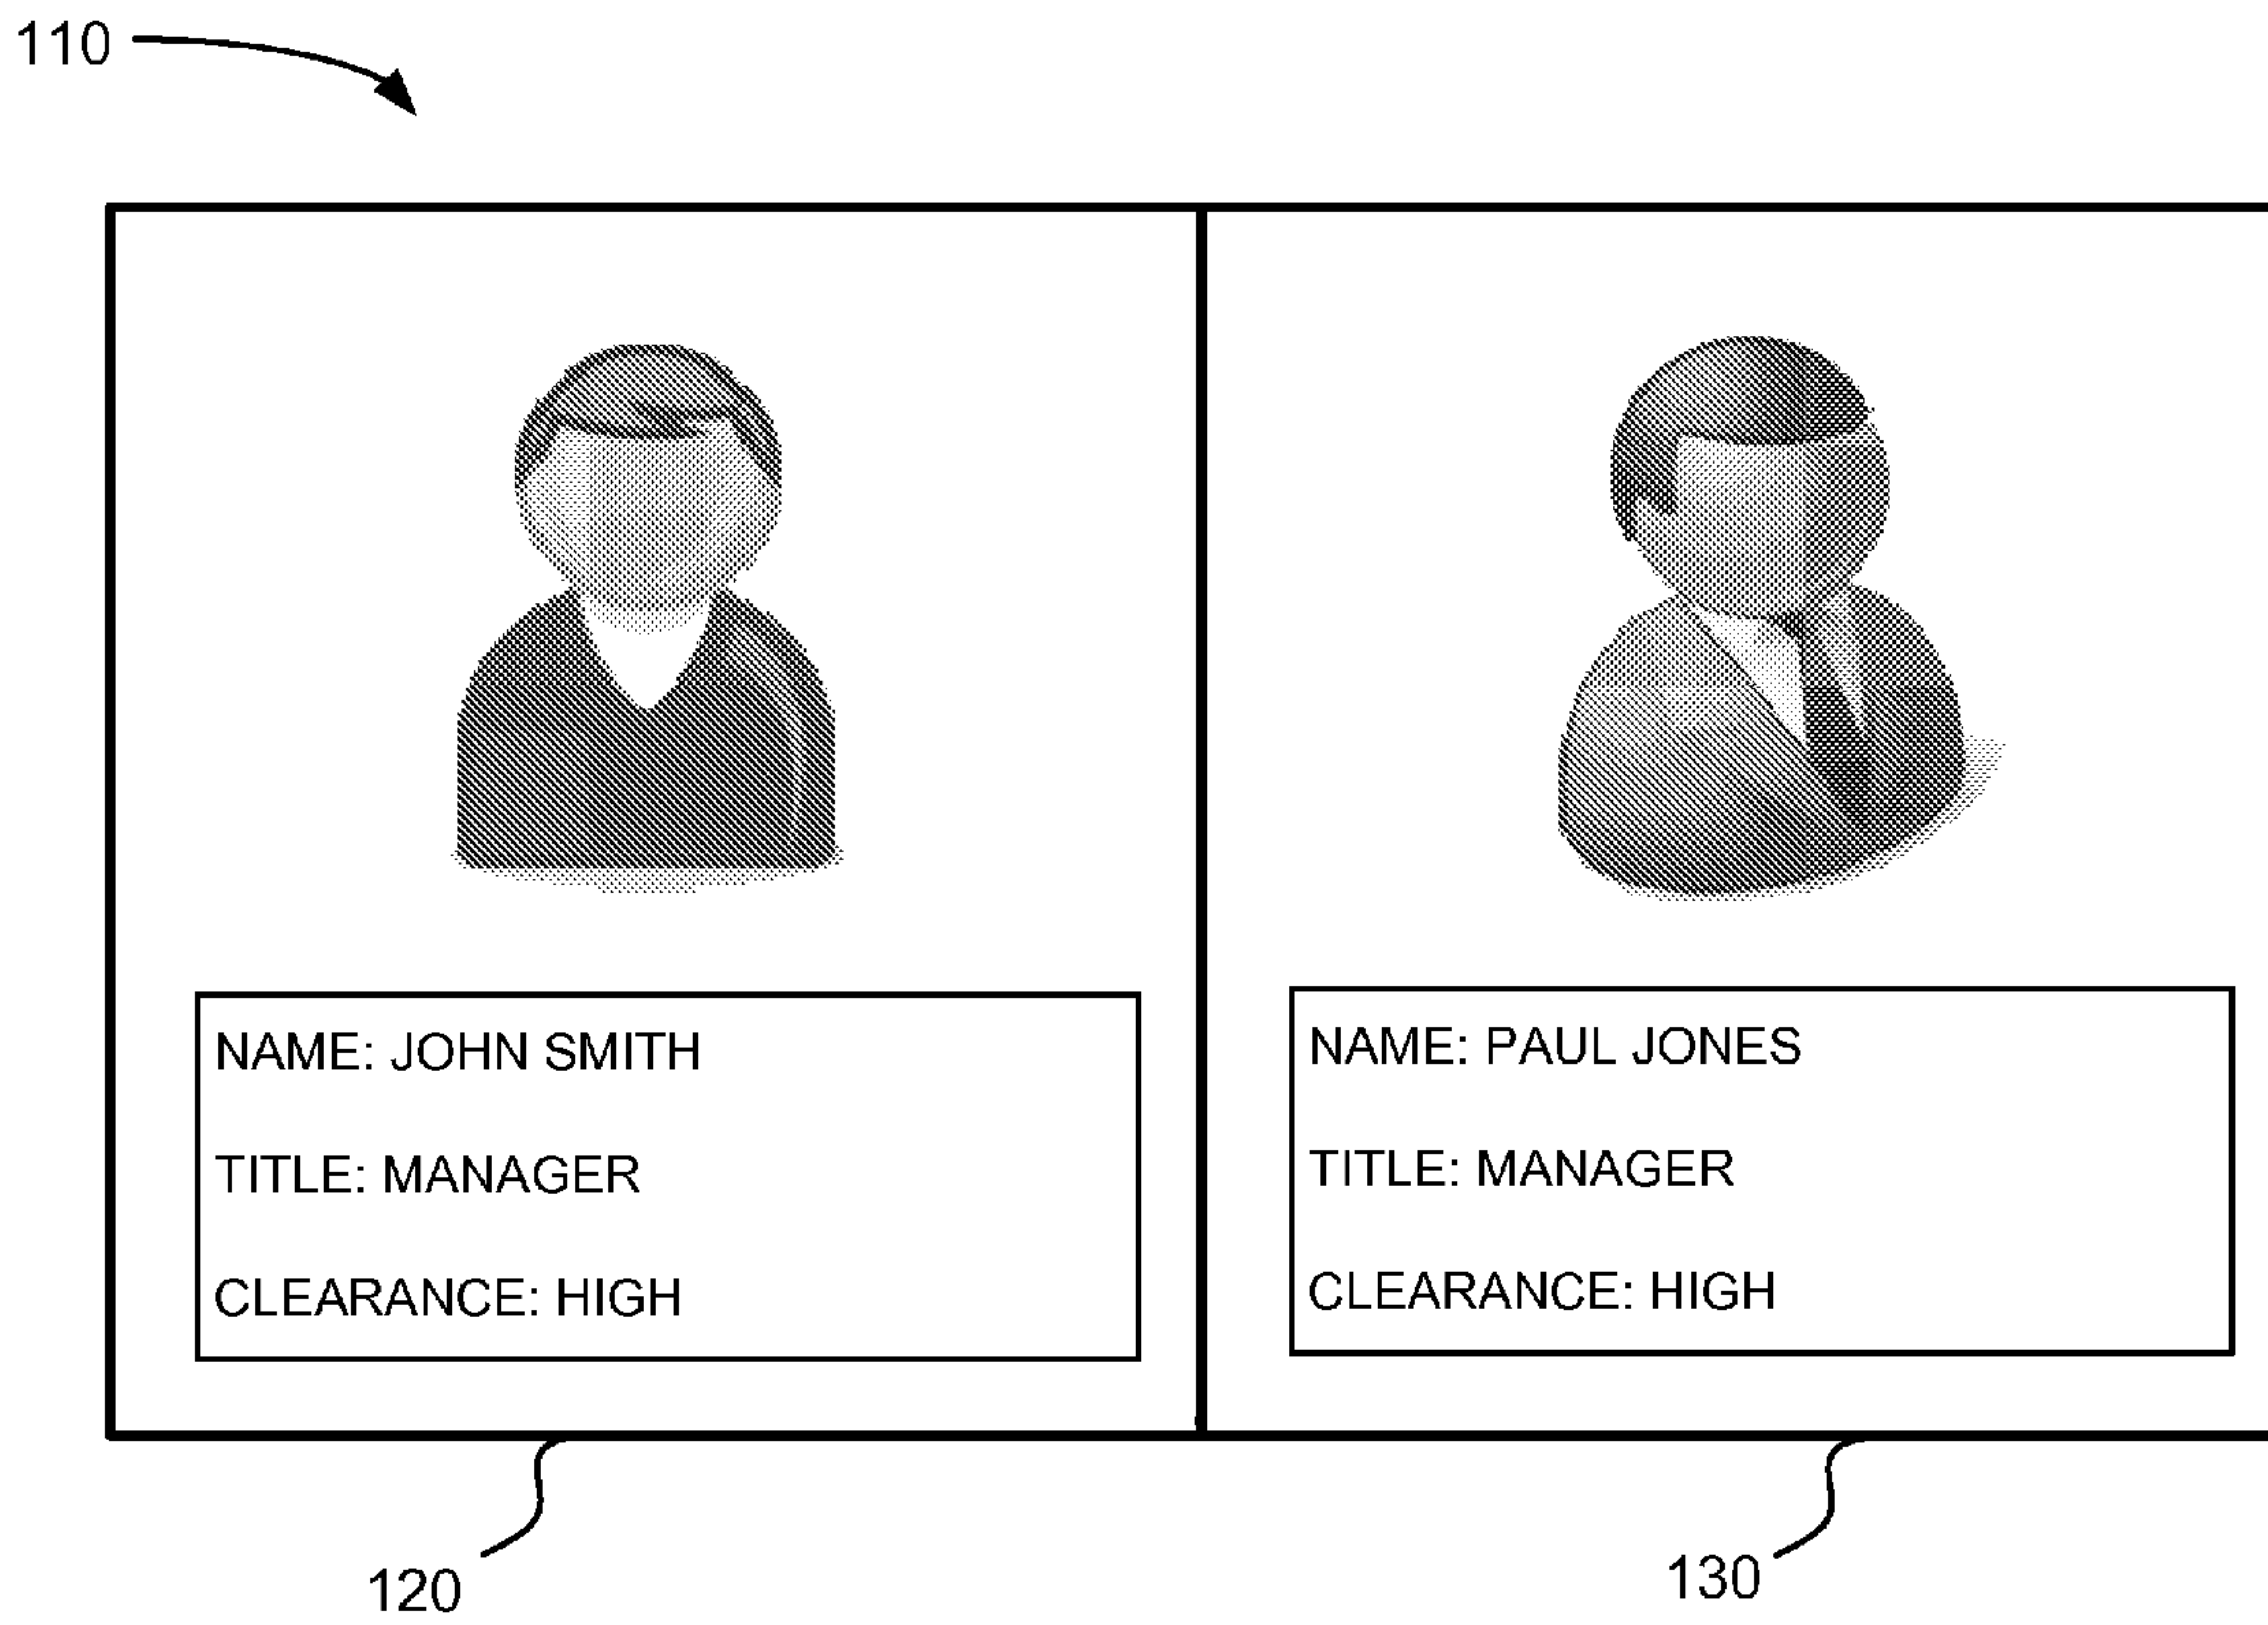 110
NAME: JOHN SMITH
TITLE: MANAGER
CLEARANCE: HIGH
NAME: PAUL JONES
TITLE: MANAGER
CLEARANCE: HIGH
120
130